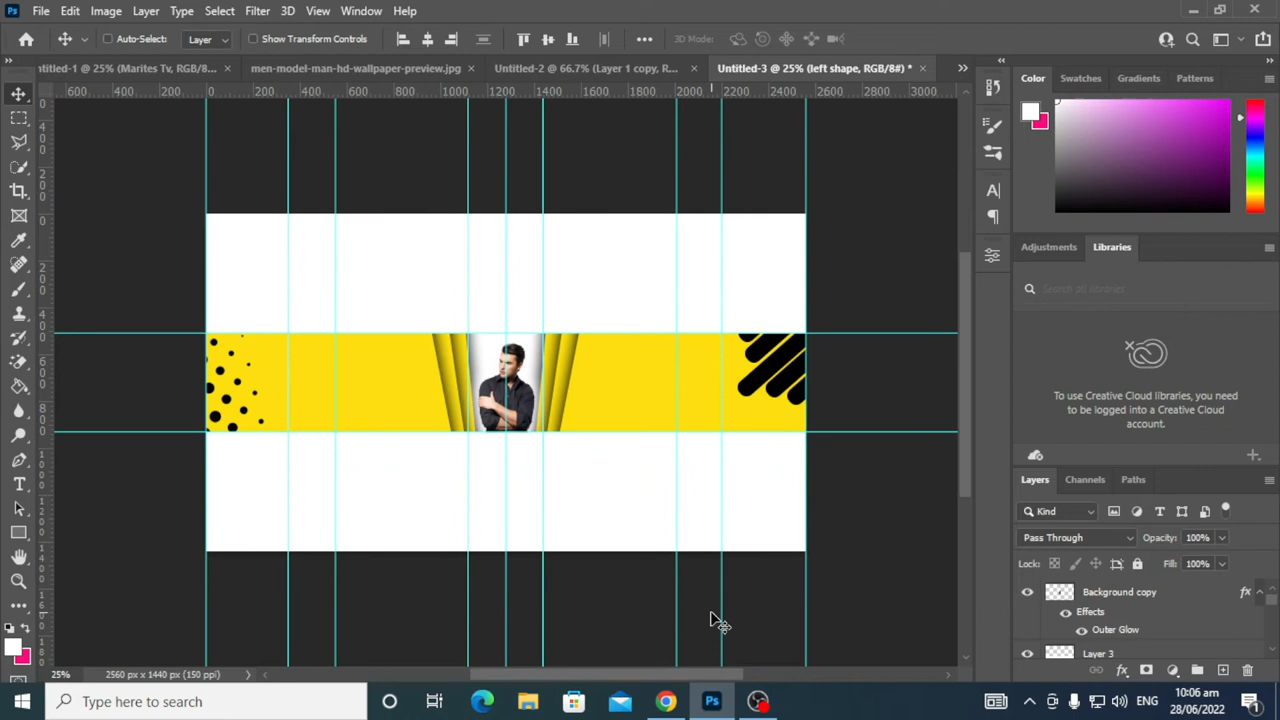 Ps File Edit Image Layer Type Select Filter 3D View Window Help
Auto-Select: Layer Show Transform Controls 3D Mode:
ntitled-1 @ 25% (Marites Tv, RGB/8... × men-model-man-hd-wallpaper-preview.jpg × Untitled-2 @ 66.7% (Layer 1 copy, R... × Untitled-3 @ 25% (left shape, RGB/8#) * ×
600 400 200 0 200 400 1000 1200 1400 1600 1800 2000 2200 2400 2600 2800 3000
Color Swatches Gradients Patterns
Adjustments Libraries
Search all libraries
To use Creative Cloud libraries, you
need to be logged into a Creative Cloud
account.
Layers Channels Paths
Kind
Pass Through Opacity: 100%
Lock: Fill: 100%
Background copy fx
Effects
Outer Glow
Layer 3
25% 2560 px x 1440 px (150 ppi)
Type here to search
ENG
10:06 am
28/06/2022